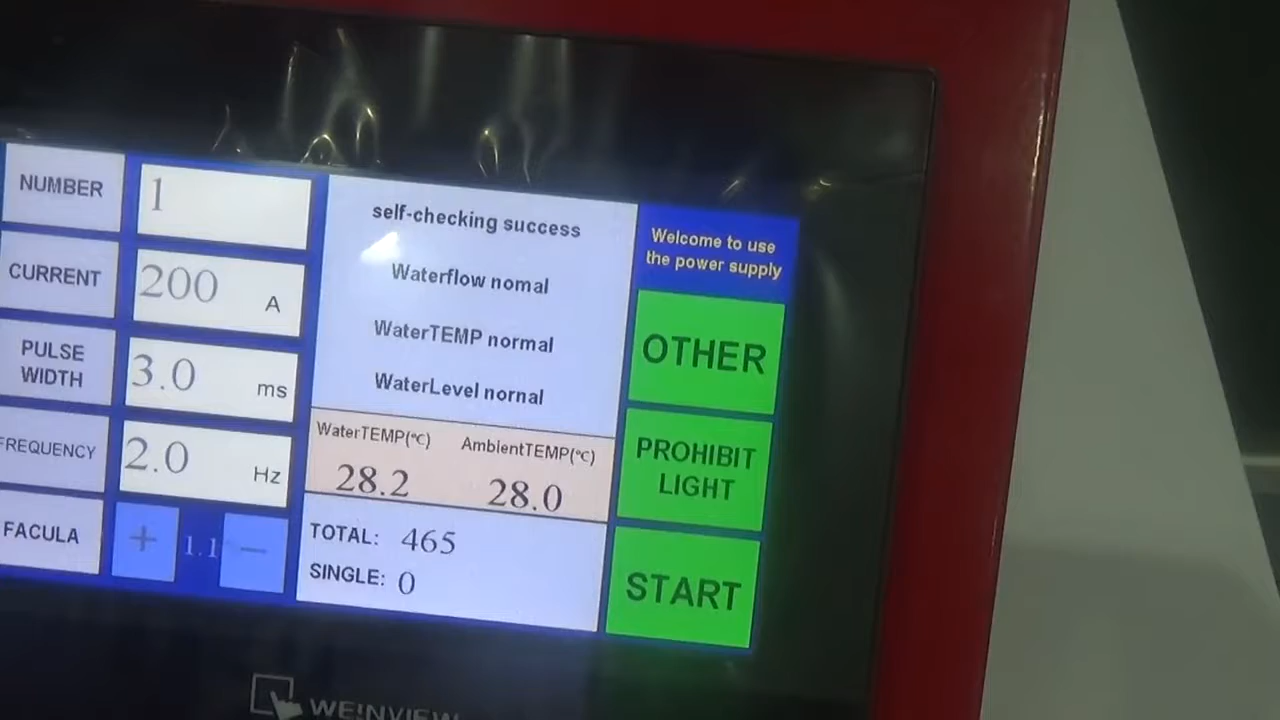 NUMBER 1
CURRENT 200 A
PULSE
WIDTH
3.0 ms
FREQUENCY 2.0 Hz
FACULA + 1.1 −
self-checking success
Waterflow nomal
WaterTEMP normal
WaterLevel nornal
WaterTEMP(℃) AmbientTEMP(℃)
28.2 28.0
TOTAL: 465
SINGLE: 0
Welcome to use
the power supply
OTHER
PROHIBIT
LIGHT
START
WEINVIEW